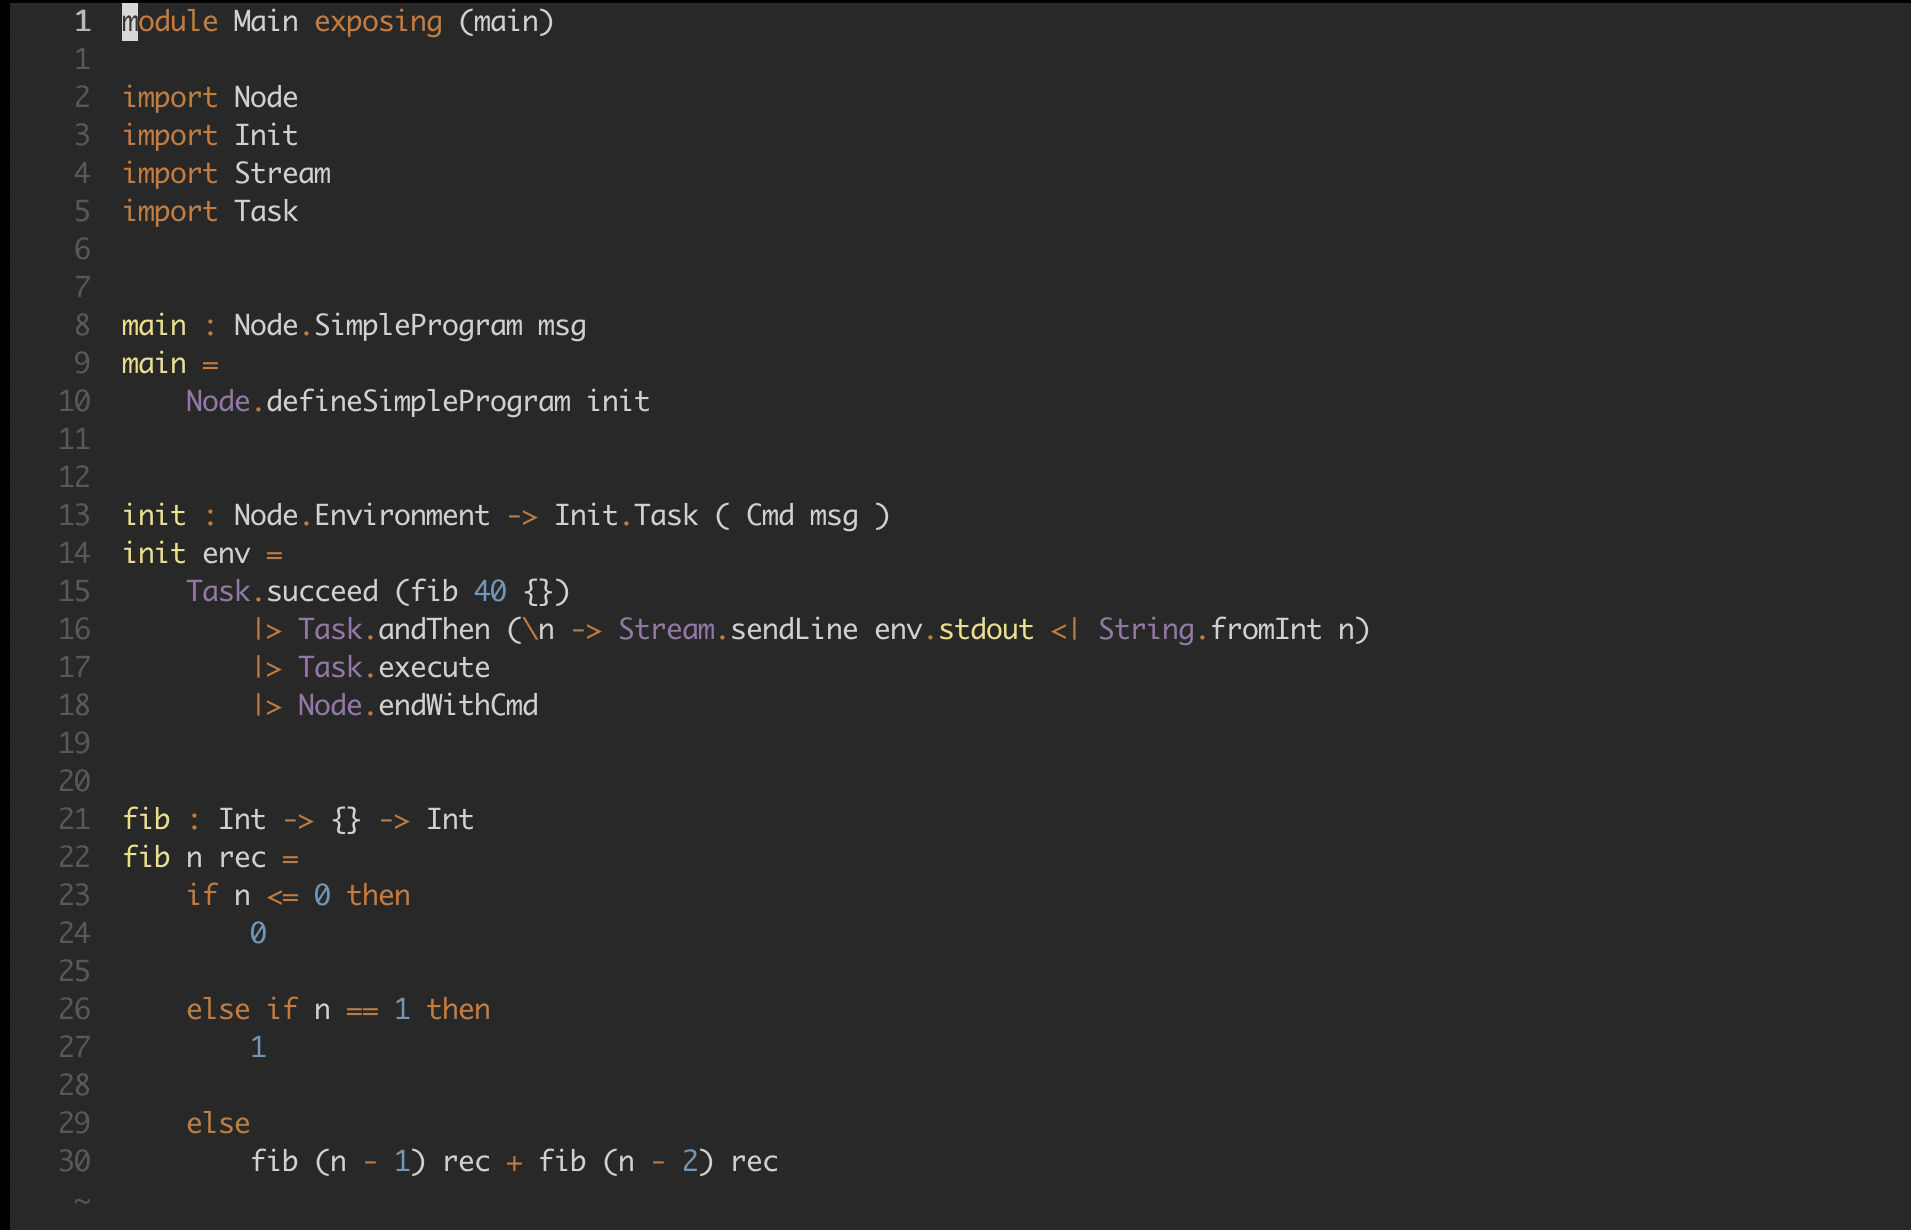 1 module Main exposing (main)
1
2 import Node
3 import Init
4 import Stream
5 import Task
6
7
8 main : Node.SimpleProgram msg
9 main =
10     Node.defineSimpleProgram init
11
12
13 init : Node.Environment -> Init.Task ( Cmd msg )
14 init env =
15     Task.succeed (fib 40 {})
16         |> Task.andThen (\n -> Stream.sendLine env.stdout <| String.fromInt n)
17         |> Task.execute
18         |> Node.endWithCmd
19
20
21 fib : Int -> {} -> Int
22 fib n rec =
23     if n <= 0 then
24         0
25
26     else if n == 1 then
27         1
28
29     else
30         fib (n - 1) rec + fib (n - 2) rec
~